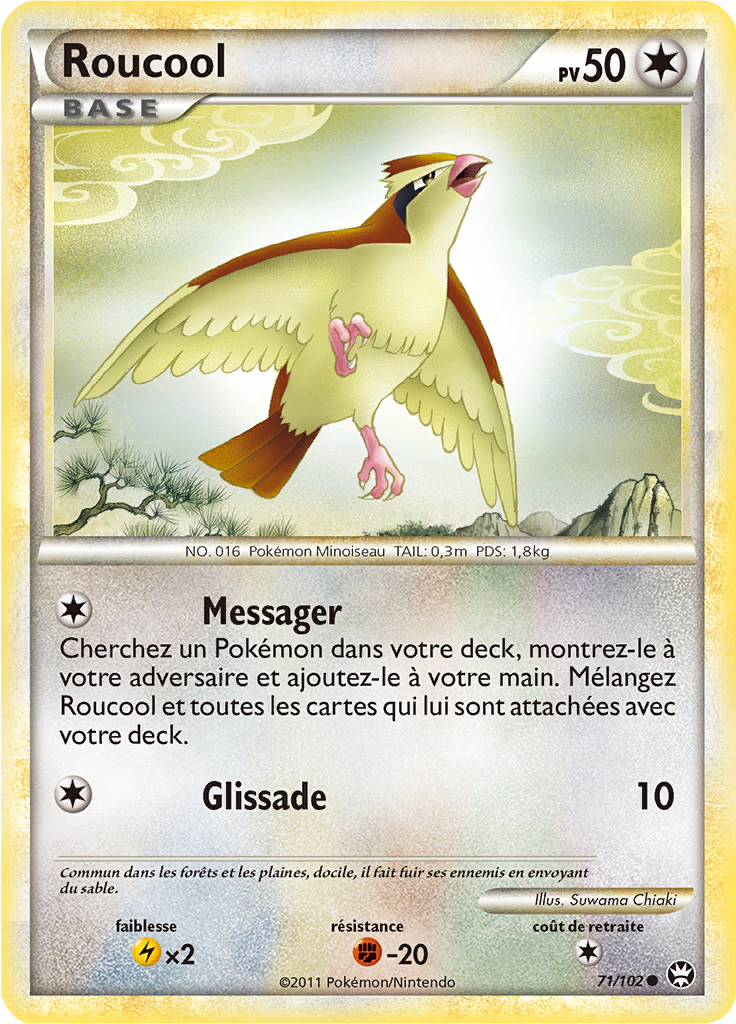 Roucool
PV50
BASE
NO. 016 Pokémon Minoiseau TAIL: 0,3m PDS: 1,8kg
Messager
Cherchez un Pokémon dans votre deck, montrez-le à
votre adversaire et ajoutez-le à votre main. Mélangez
Roucool et toutes les cartes qui lui sont attachées avec
votre deck.
Glissade 10
Commun dans les forêts et les plaines, docile, il fait fuir ses ennemis en envoyant
du sable.
Illus. Suwama Chiaki
faiblesse résistance coût de retraite
×2 -20
©2011 Pokémon/Nintendo 71/102